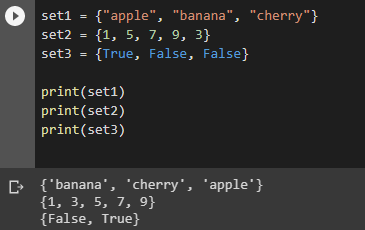 set1 = {"apple", "banana", "cherry"}
set2 = {1, 5, 7, 9, 3}
set3 = {True, False, False}
print(set1)
print(set2)
print(set3)
{'banana', 'cherry', 'apple'}
{1, 3, 5, 7, 9}
{False, True}